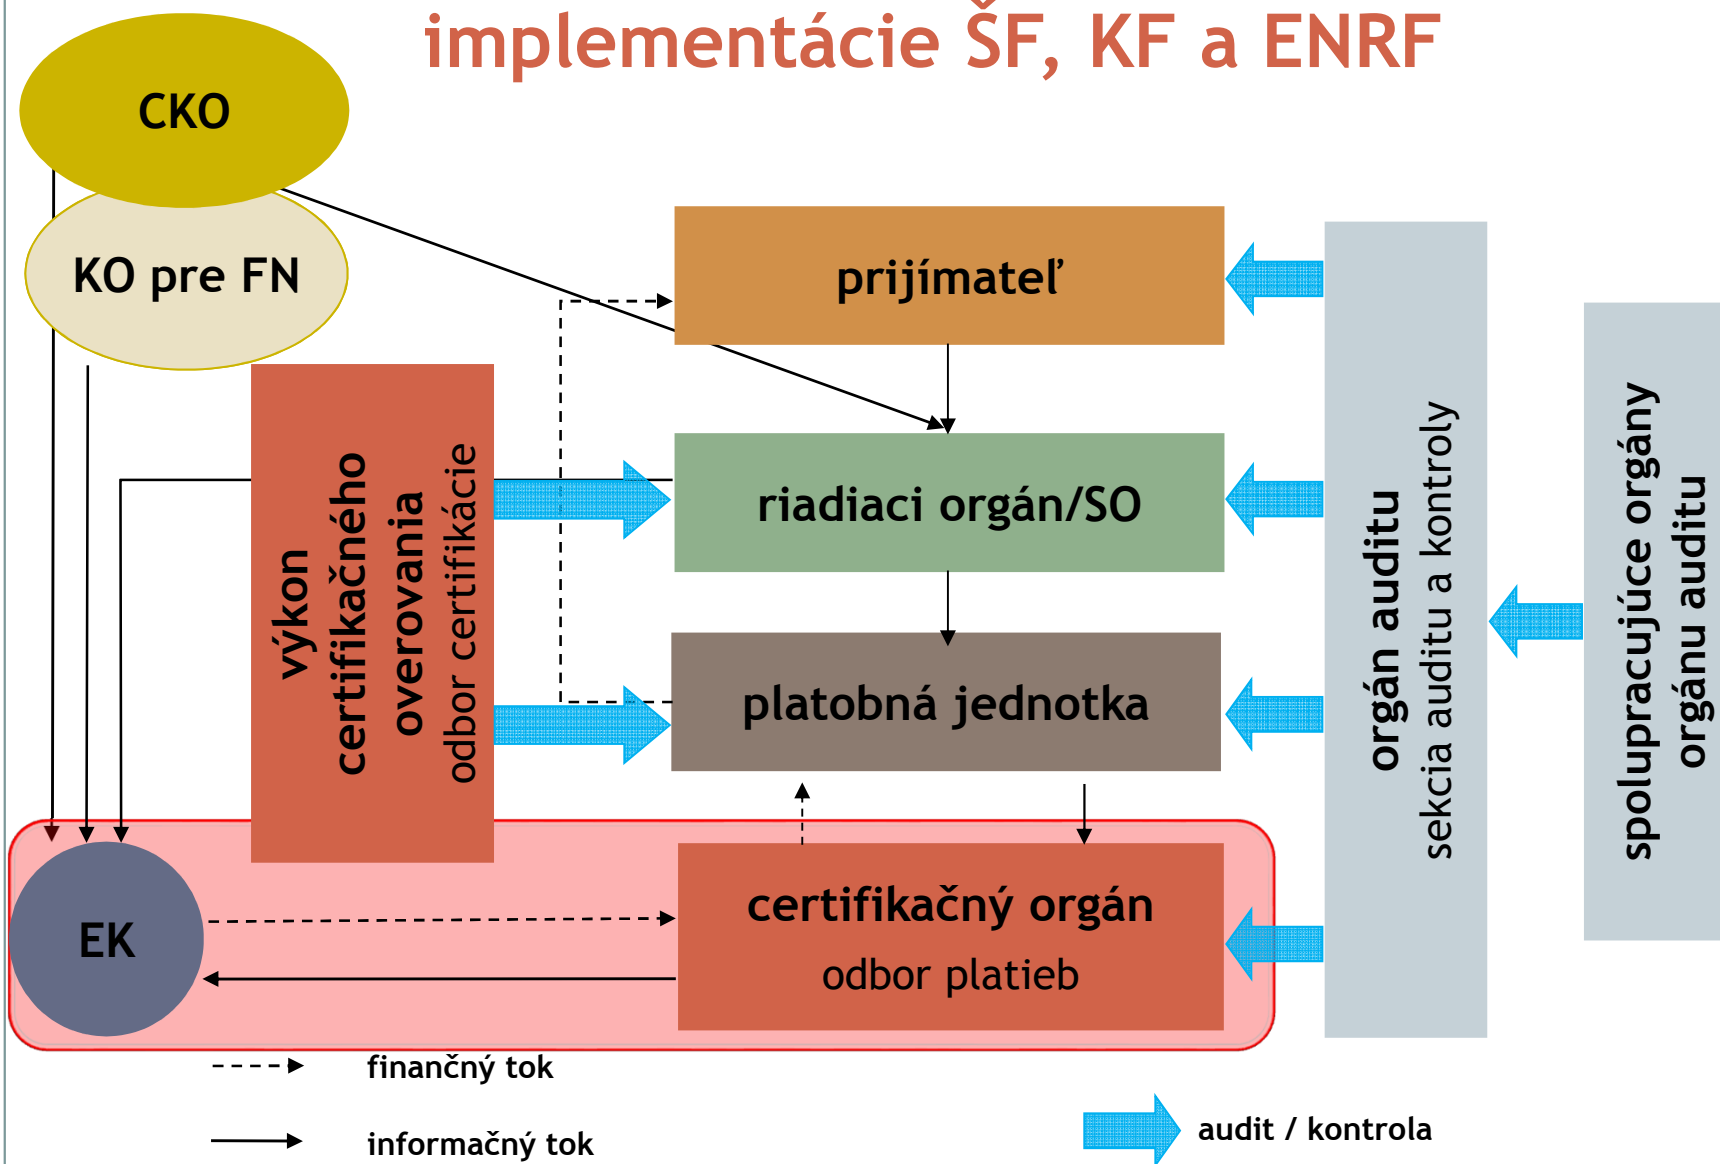 implementácie ŠF, KF a ENRF
CKO
KO pre FN
prijímateľ
riadiaci orgán/SO
platobná jednotka
výkon
certifikačného
overovania
odbor certifikácie
orgán auditu
sekcia auditu a kontroly
spolupracujúce orgány
orgánu auditu
EK
certifikačný orgán
odbor platieb
finančný tok
informačný tok
audit / kontrola